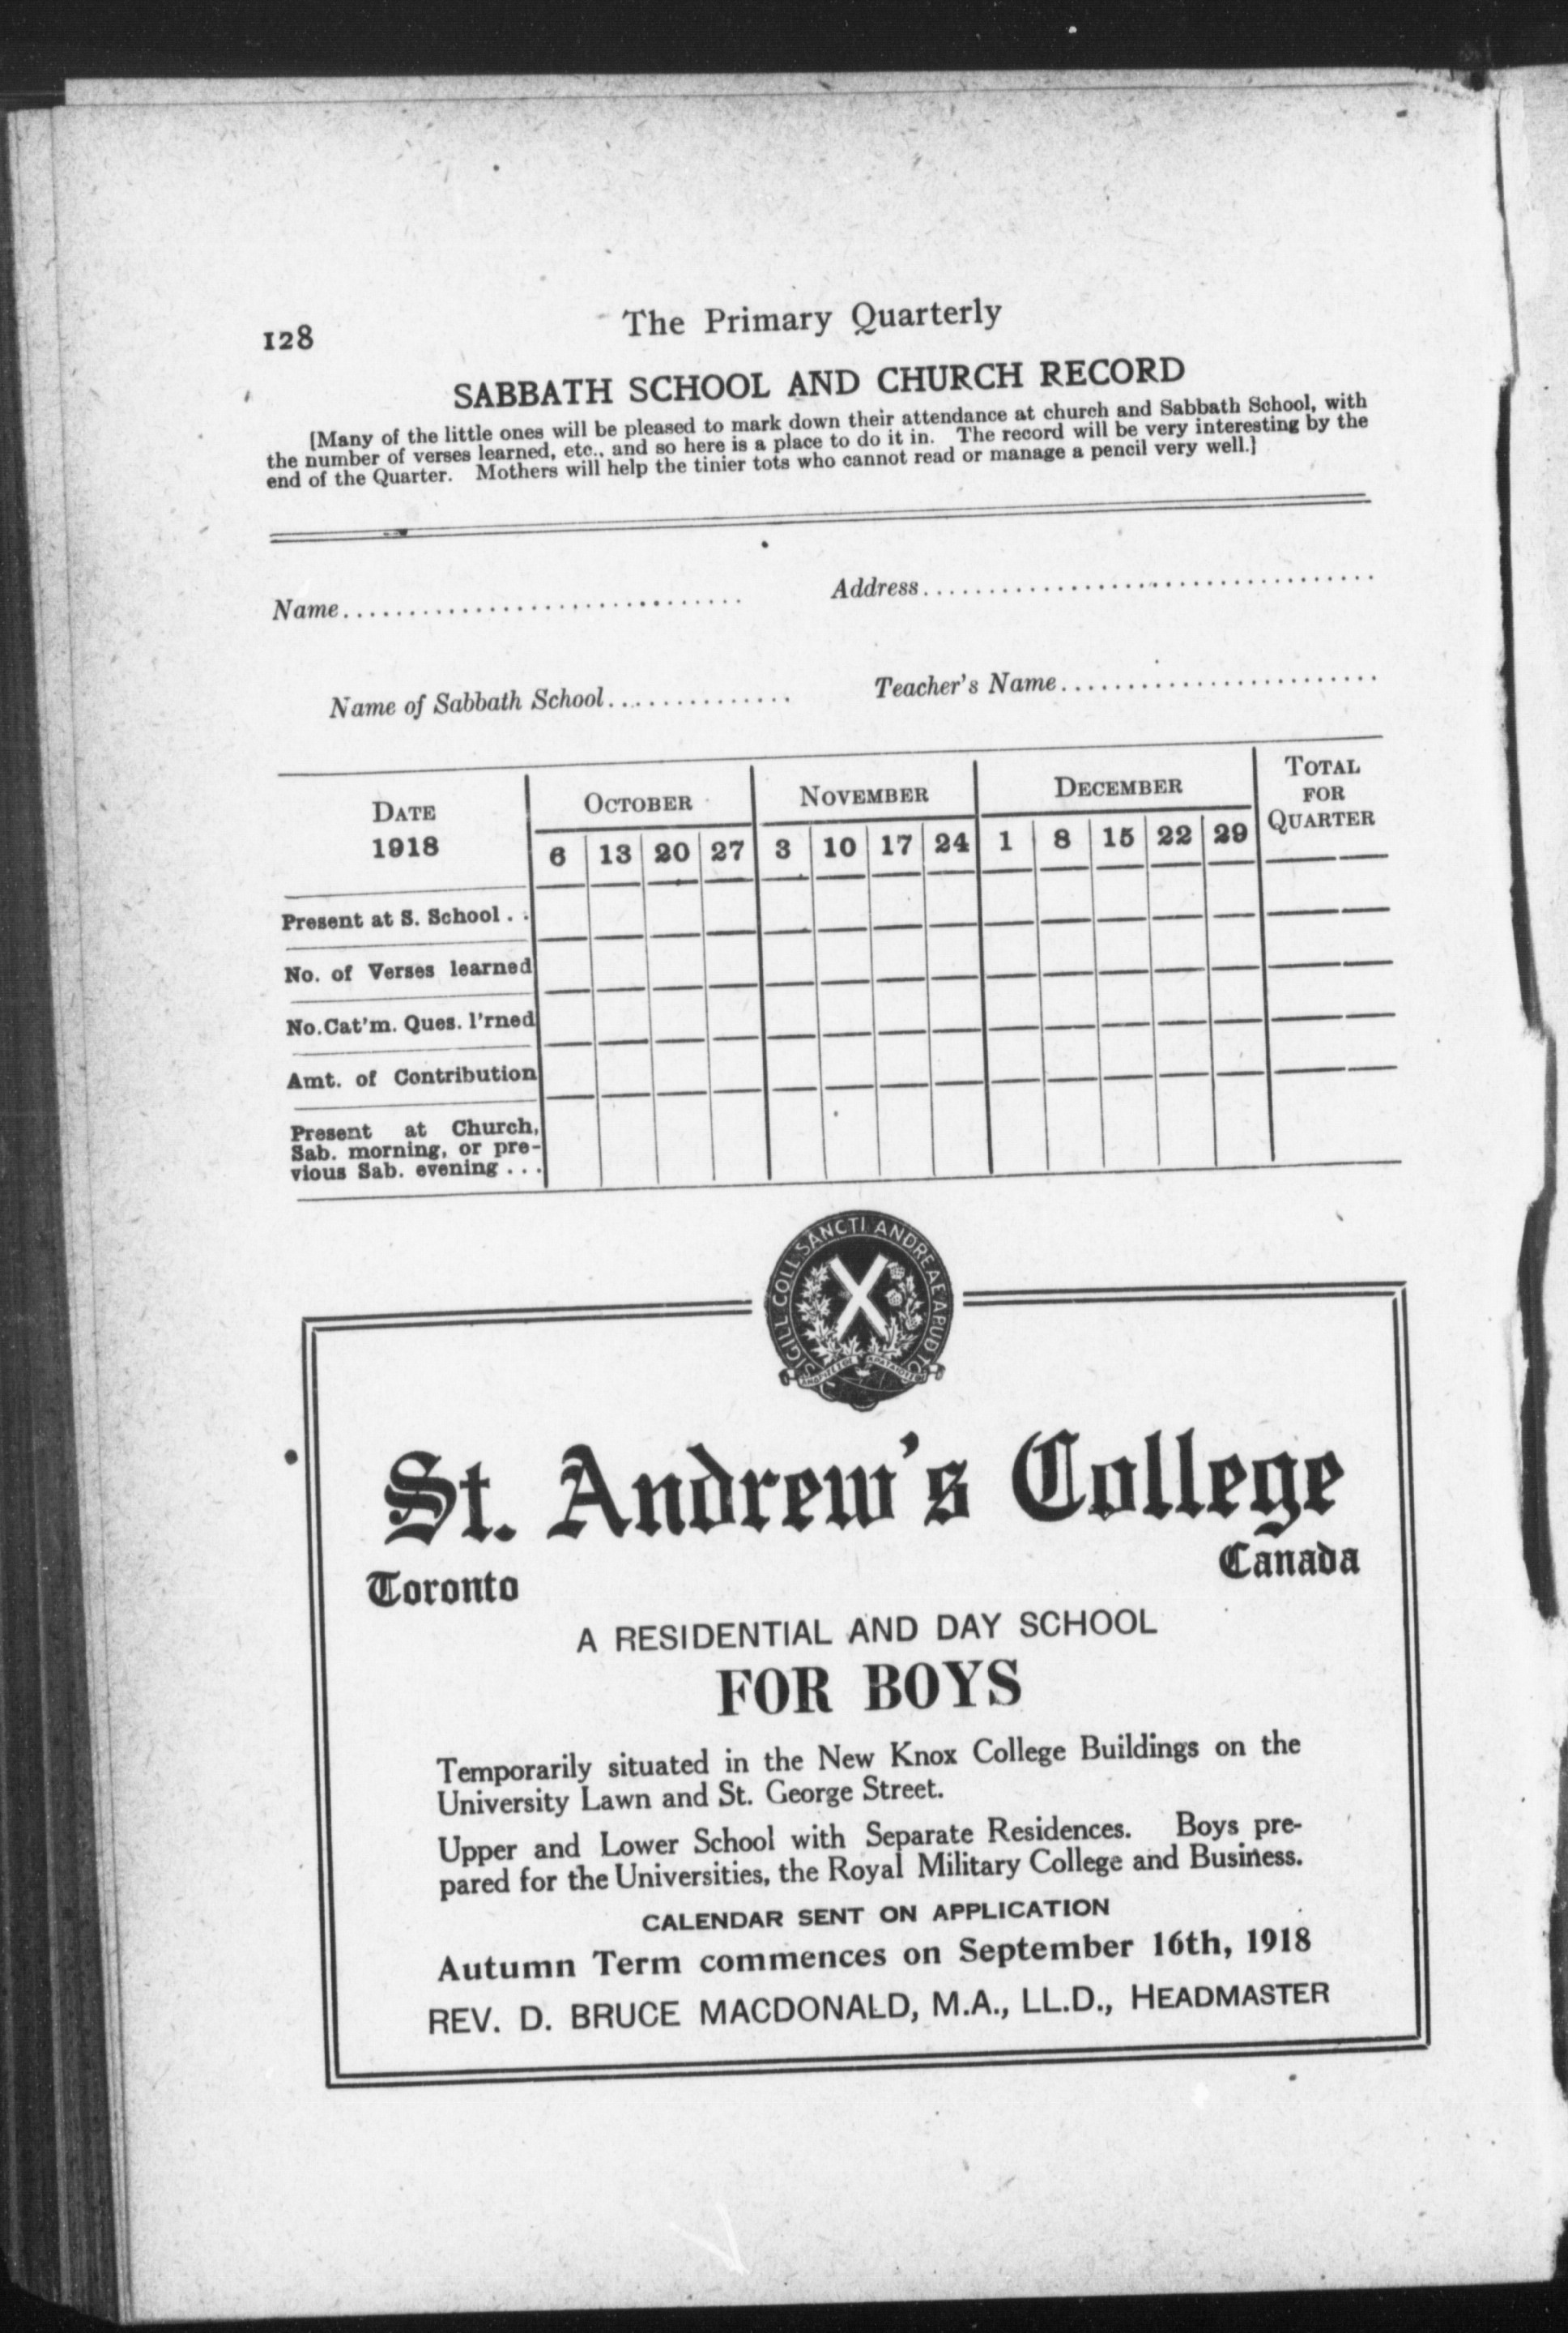 128
The Primary Quarterly
SABBATH SCHOOL AND CHURCH RECORD
[Many of the little ones will be pleased to mark down their attendance at church and Sabbath School, with
the number of verses learned, etc., and so here is a place to do it in. The record will be very interesting by the
end of the Quarter. Mothers will help the tinier tots who cannot read or manage a pencil very well.]
Name.............................. Address...................................
Name of Sabbath School.............. Teacher's Name........................
DATE OCTOBER NOVEMBER DECEMBER TOTAL
FOR
QUARTER
1918 6 13 20 27 3 10 17 24 1 8 15 22 29
Present at S. School . .
No. of Verses learned
No.Cat'm. Ques. l'rned
Amt. of Contribution
Present at Church,
Sab. morning, or pre-
vious Sab. evening . . .
SIGILL COLL SANCTI ANDREAE APUD TO
St. Andrew's College
Toronto Canada
A RESIDENTIAL AND DAY SCHOOL
FOR BOYS
Temporarily situated in the New Knox College Buildings on the
University Lawn and St. George Street.
Upper and Lower School with Separate Residences. Boys pre-
pared for the Universities, the Royal Military College and Business.
CALENDAR SENT ON APPLICATION
Autumn Term commences on September 16th, 1918
REV. D. BRUCE MACDONALD, M.A., LL.D., HEADMASTER